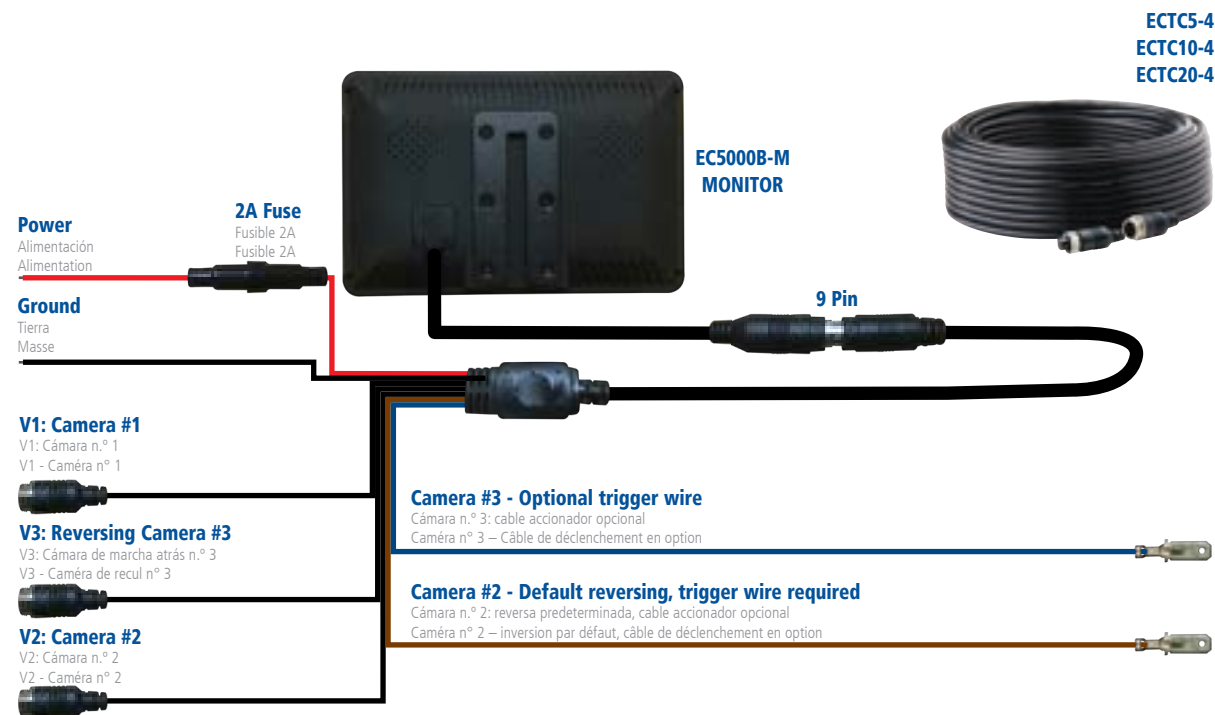 ECTC5-4
ECTC10-4
ECTC20-4
EC5000B-M
MONITOR
2A Fuse
Fusible 2A
Fusible 2A
Power
Alimentación
Alimentation
Ground
Tierra
Masse
9 Pin
V1: Camera #1
V1: Cámara n.º 1
V1 - Caméra n° 1
V3: Reversing Camera #3
V3: Cámara de marcha atrás n.º 3
V3 - Caméra de recul n° 3
V2: Camera #2
V2: Cámara n.º 2
V2 - Caméra n° 2
Camera #3 - Optional trigger wire
Cámara n.º 3: cable accionador opcional
Caméra n° 3 – Câble de déclenchement en option
Camera #2 - Default reversing, trigger wire required
Cámara n.º 2: reversa predeterminada, cable accionador opcional
Caméra n° 2 – inversion par défaut, câble de déclenchement en option